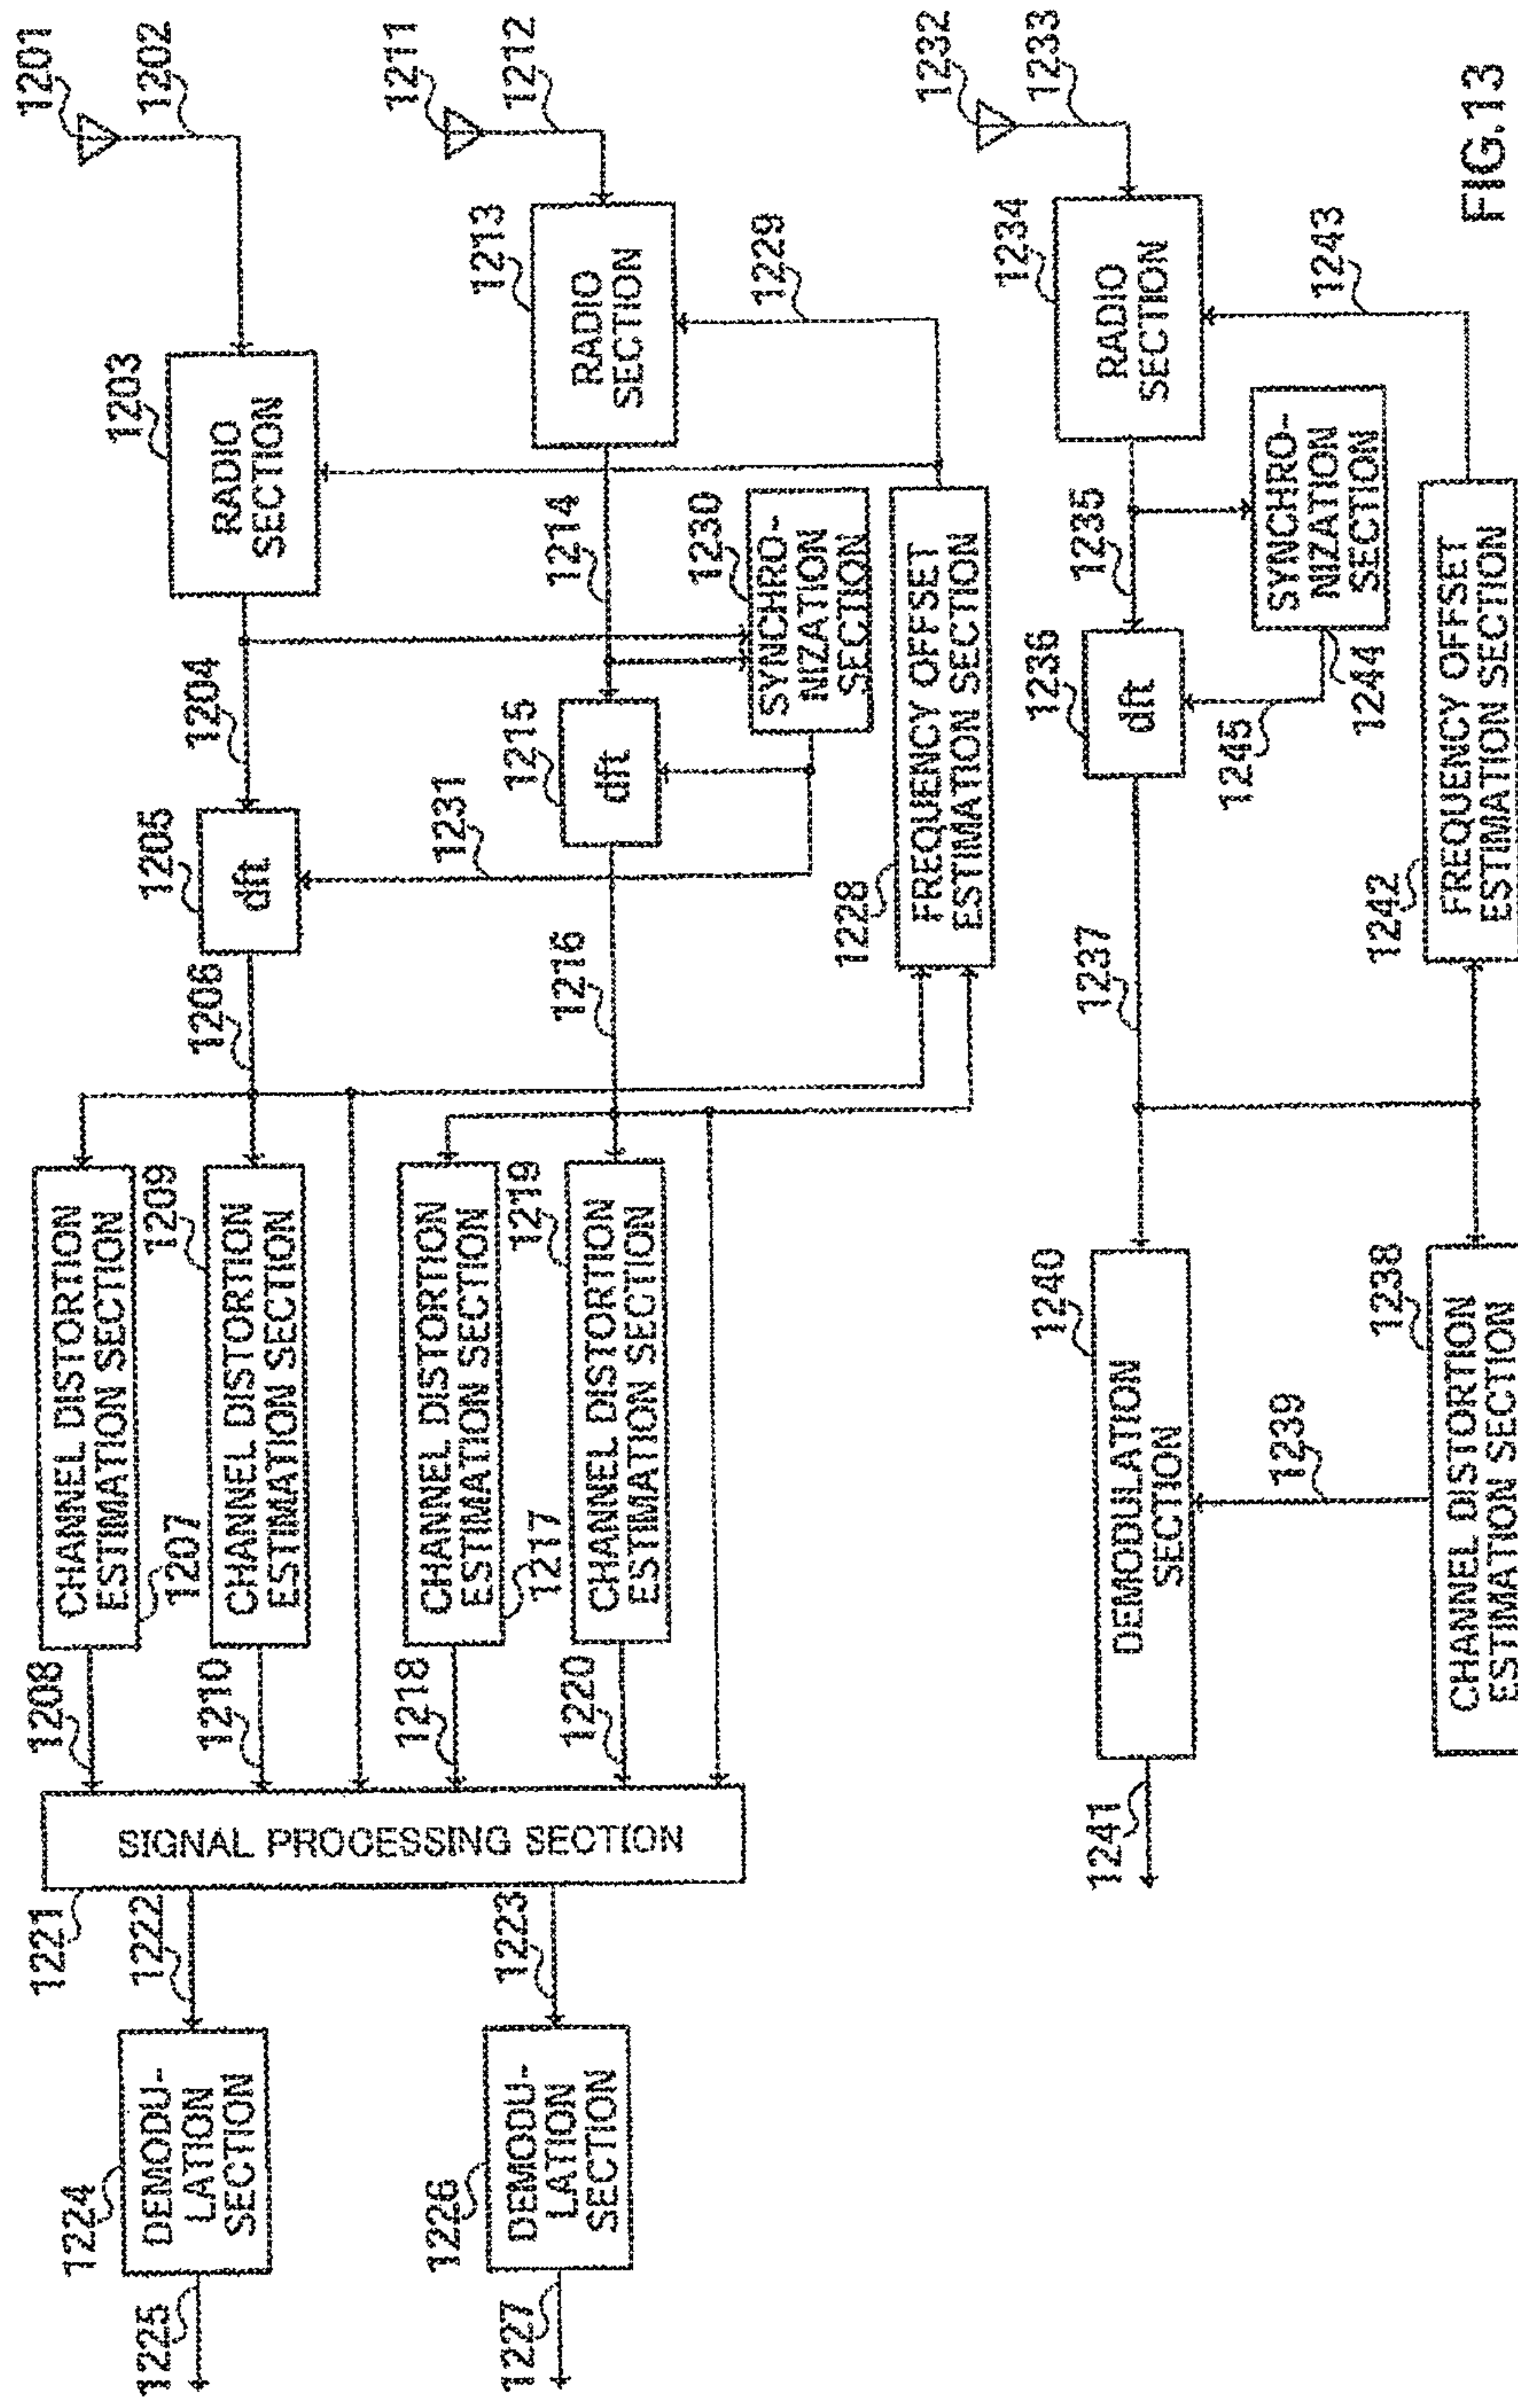 1201
1202
1203
RADIO
SECTION
1204
1205
dft
1206
CHANNEL DISTORTION
ESTIMATION SECTION
1207
1208
1209
CHANNEL DISTORTION
ESTIMATION SECTION
1210
1211
1212
1213
RADIO
SECTION
1214
1215
dft
1216
CHANNEL DISTORTION
ESTIMATION SECTION
1217
1218
1219
CHANNEL DISTORTION
ESTIMATION SECTION
1220
SIGNAL PROCESSING SECTION
1221
1222
1223
1224
DEMODU-
LATION
SECTION
1225
1226
DEMODU-
LATION
SECTION
1227
1228
FREQUENCY OFFSET
ESTIMATION SECTION
1229
1230
SYNCHRO-
NIZATION
SECTION
1231
1232
1233
1234
RADIO
SECTION
1235
1236
dft
1237
1238
CHANNEL DISTORTION
ESTIMATION SECTION
1239
1240
DEMODULATION
SECTION
1241
1242
FREQUENCY OFFSET
ESTIMATION SECTION
1243
SYNCHRO-
NIZATION
SECTION
1244
1245
FIG.13